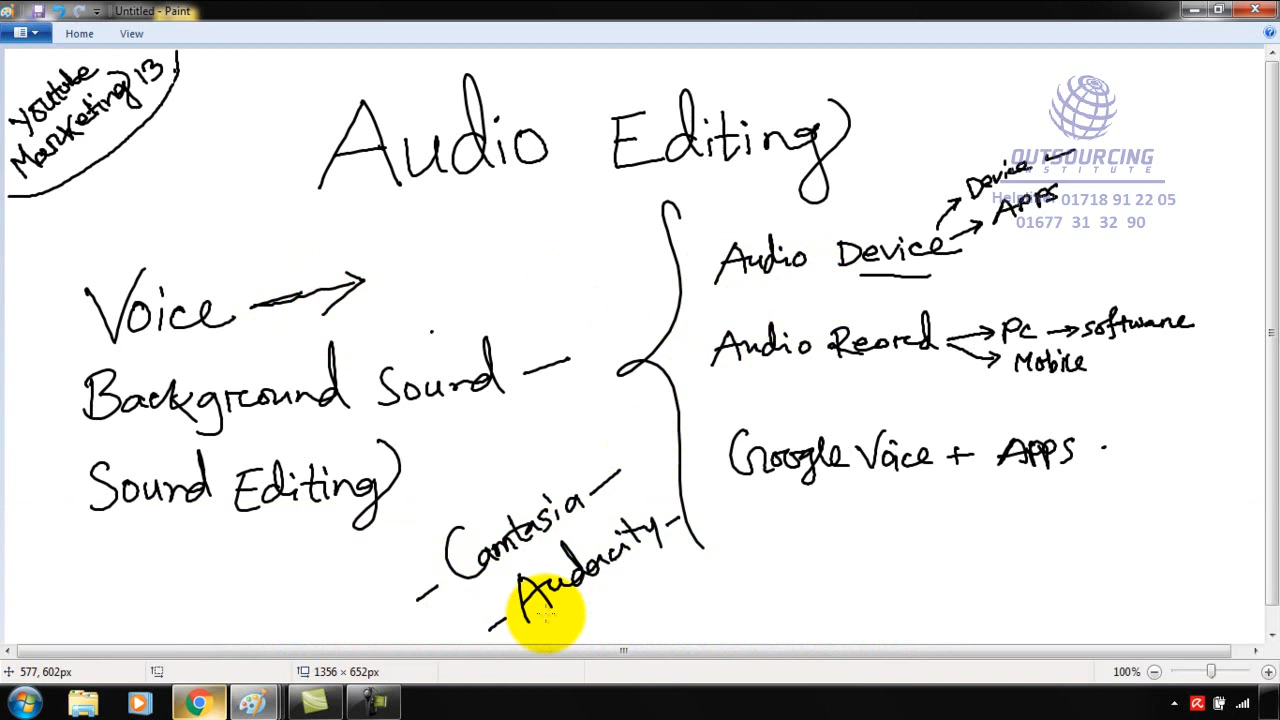 Untitled - Paint
Home View
Youtube
Marketing 13
Audio Editing
OUTSOURCING
INSTITUTE
Helpline: 01718 91 22 05
01677 31 32 90
Device
APPS
Audio Device
Voice
Audio Reored
Pc
software
Mobile
Background Sound
Google Voice + APPS
Sound Editing
Camtasia
Audacity
577, 602px
1356 × 652px
100%